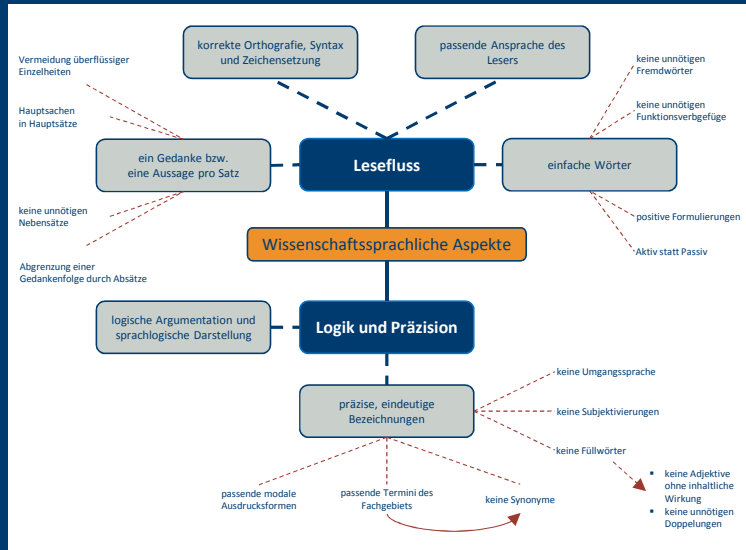 korrekte Orthografie, Syntax
und Zeichensetzung
passende Ansprache des
Lesers
Vermeidung überflüssiger
Einzelheiten
Hauptsachen
in Hauptsätze
keine unnötigen
Fremdwörter
keine unnötigen
Funktionsverbgefüge
ein Gedanke bzw.
eine Aussage pro Satz
Lesefluss
einfache Wörter
keine unnötigen
Nebensätze
Abgrenzung einer
Gedankenfolge durch Absätze
positive Formulierungen
Aktiv statt Passiv
Wissenschaftssprachliche Aspekte
logische Argumentation und
sprachlogische Darstellung
Logik und Präzision
präzise, eindeutige
Bezeichnungen
keine Umgangssprache
keine Subjektivierungen
keine Füllwörter
▪ keine Adjektive
ohne inhaltliche
Wirkung
▪ keine unnötigen
Doppelungen
passende modale
Ausdrucksformen
passende Termini des
Fachgebiets
keine Synonyme